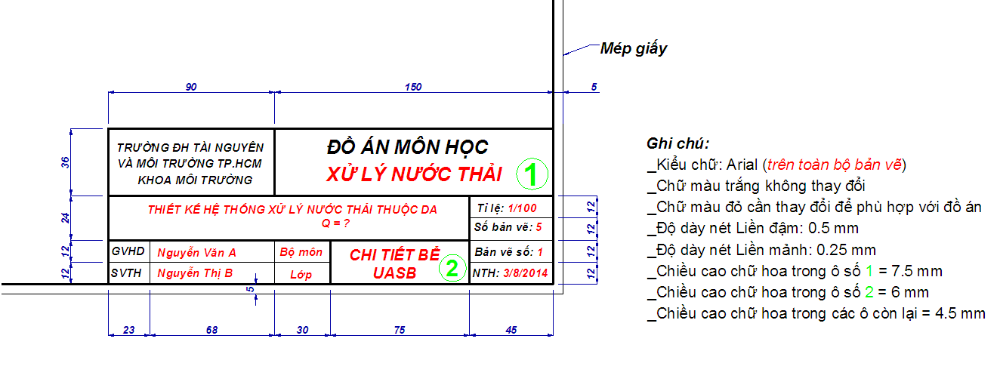 Mép giấy
90
150
5
TRƯỜNG ĐH TÀI NGUYÊN
VÀ MÔI TRƯỜNG TP.HCM
KHOA MÔI TRƯỜNG
ĐỒ ÁN MÔN HỌC
XỬ LÝ NƯỚC THẢI
1
36
THIẾT KẾ HỆ THỐNG XỬ LÝ NƯỚC THẢI THUỘC DA
Q = ?
Tỉ lệ: 1/100
12
24
Số bản vẽ: 5
12
12
GVHD
Nguyễn Văn A
Bộ môn
CHI TIẾT BỂ
UASB
2
Bản vẽ số: 1
12
12
SVTH
Nguyễn Thị B
Lớp
NTH: 3/8/2014
12
5
23
68
30
75
45
Ghi chú:
_Kiểu chữ: Arial (trên toàn bộ bản vẽ)
_Chữ màu trắng không thay đổi
_Chữ màu đỏ cần thay đổi để phù hợp với đồ án
_Độ dày nét Liền đậm: 0.5 mm
_Độ dày nét Liền mảnh: 0.25 mm
_Chiều cao chữ hoa trong ô số 1 = 7.5 mm
_Chiều cao chữ hoa trong ô số 2 = 6 mm
_Chiều cao chữ hoa trong các ô còn lại = 4.5 mm